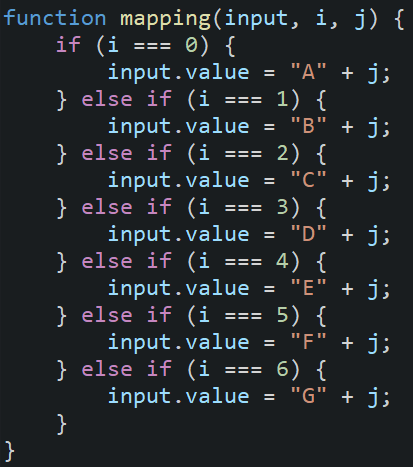 function mapping(input, i, j) {
    if (i === 0) {
        input.value = "A" + j;
    } else if (i === 1) {
        input.value = "B" + j;
    } else if (i === 2) {
        input.value = "C" + j;
    } else if (i === 3) {
        input.value = "D" + j;
    } else if (i === 4) {
        input.value = "E" + j;
    } else if (i === 5) {
        input.value = "F" + j;
    } else if (i === 6) {
        input.value = "G" + j;
    }
}